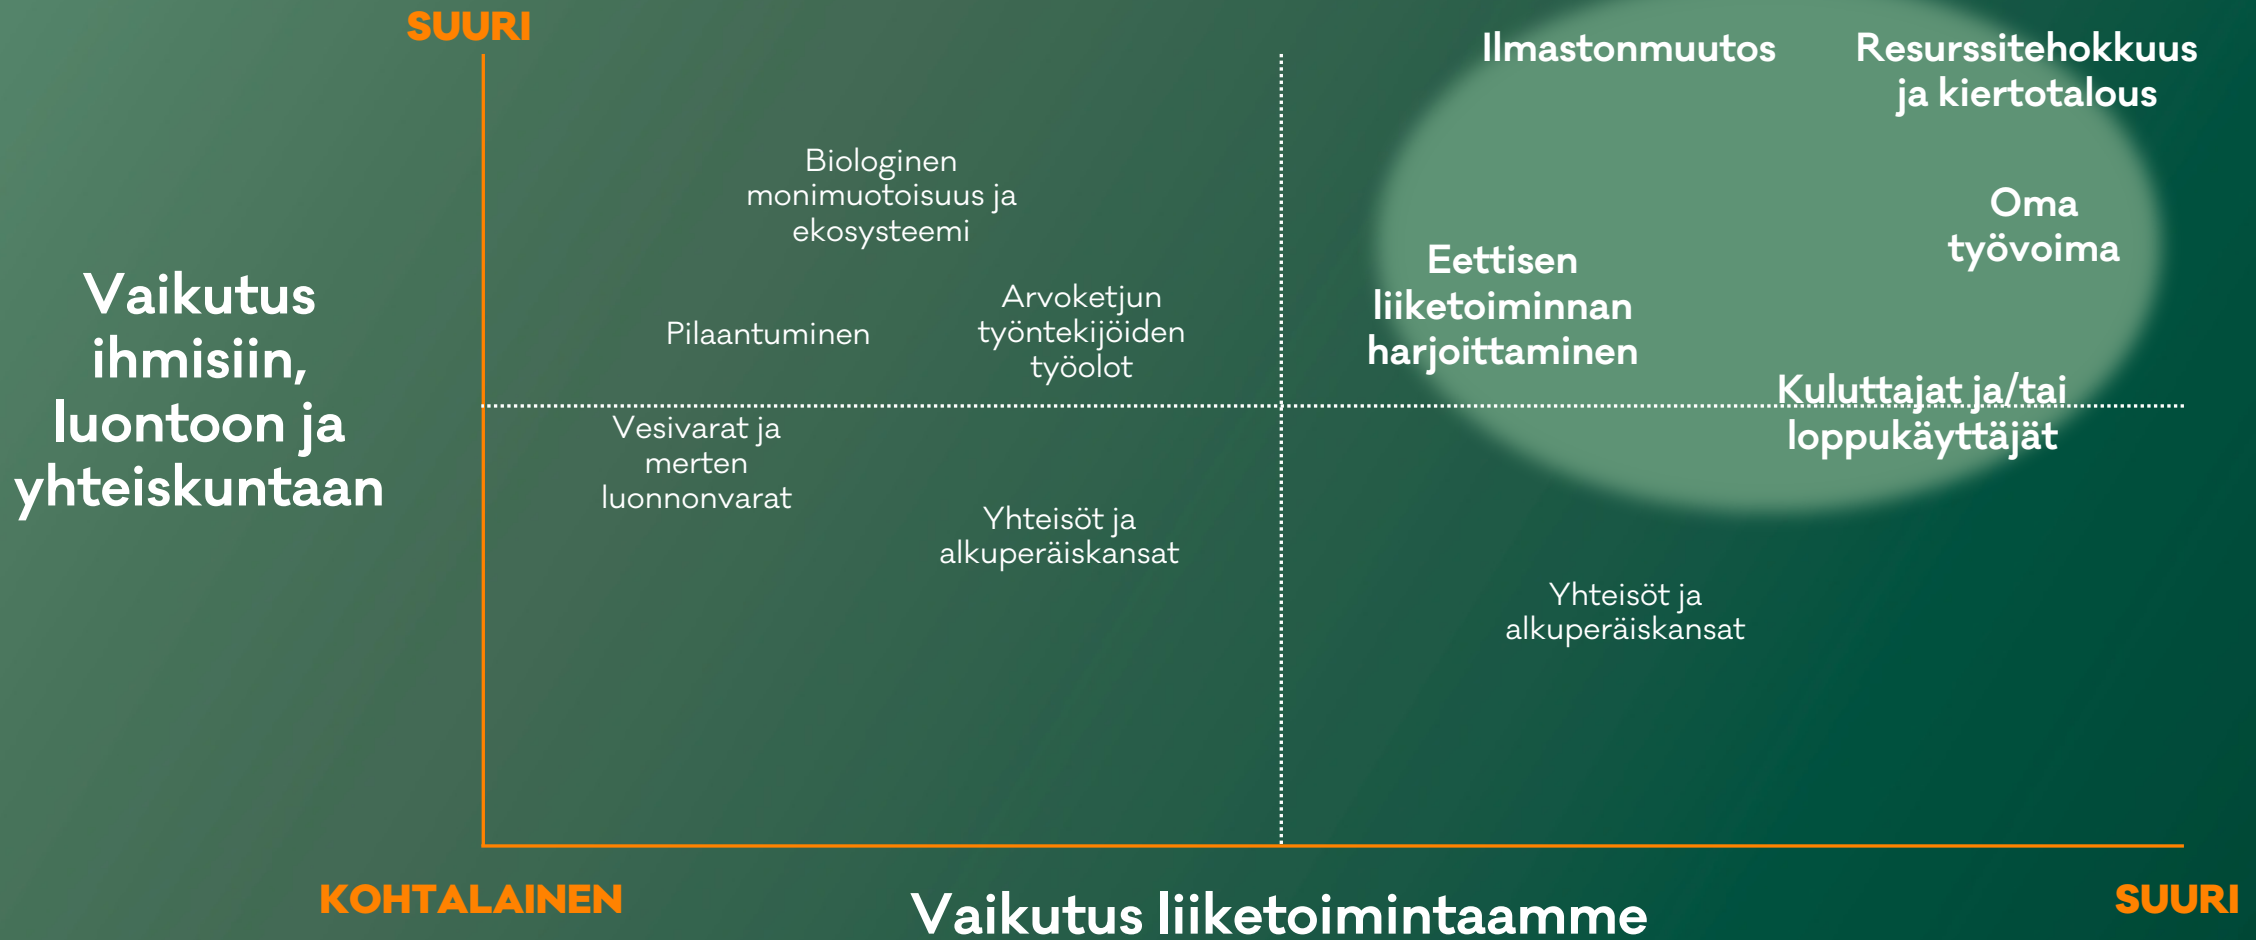 SUURI
Vaikutus
ihmisiin,
luontoon ja
yhteiskuntaan
Ilmastonmuutos
Resurssitehokkuus
ja kiertotalous
Biologinen
monimuotoisuus ja
ekosysteemi
Oma
työvoima
Eettisen
liiketoiminnan
harjoittaminen
Pilaantuminen
Arvoketjun
työntekijöiden
työolot
Kuluttajat ja/tai
loppukäyttäjät
Vesivarat ja
merten
luonnonvarat
Yhteisöt ja
alkuperäiskansat
Yhteisöt ja
alkuperäiskansat
KOHTALAINEN
Vaikutus liiketoimintaamme
SUURI